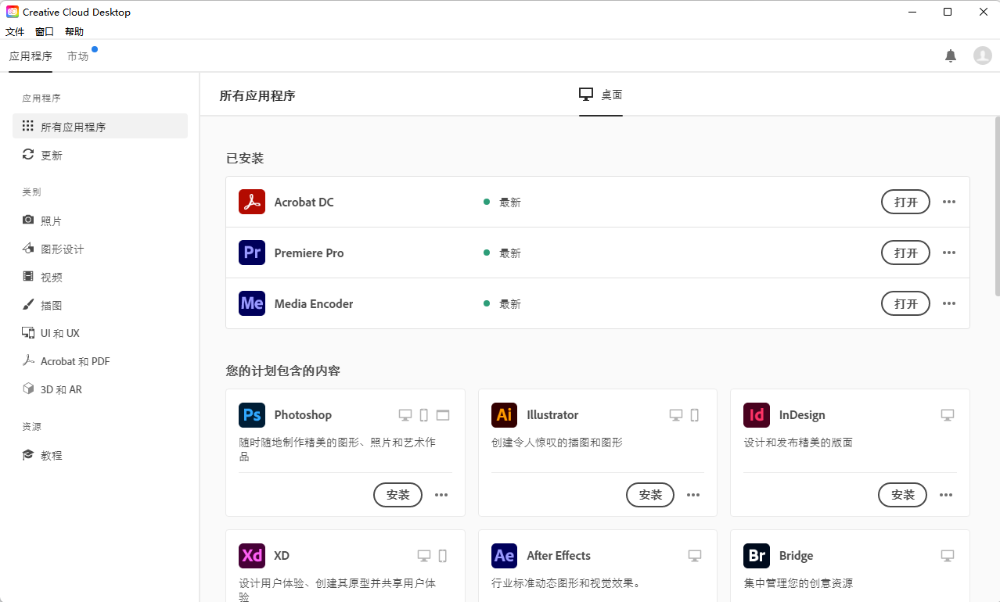 Creative Cloud Desktop
文件 窗口 帮助
应用程序 市场
应用程序
所有应用程序
更新
类别
照片
图形设计
视频
插图
UI 和 UX
Acrobat 和 PDF
3D 和 AR
资源
教程
所有应用程序 桌面
已安装
Acrobat DC 最新 打开
Pr Premiere Pro 最新 打开
Me Media Encoder 最新 打开
您的计划包含的内容
Ps Photoshop
随时随地制作精美的图形、照片和艺术作
品
安装
Ai Illustrator
创建令人惊叹的插图和图形
安装
Id InDesign
设计和发布精美的版面
安装
Xd XD
设计用户体验、创建其原型并共享用户体
验
Ae After Effects
行业标准动态图形和视觉效果。
Br Bridge
集中管理您的创意资源